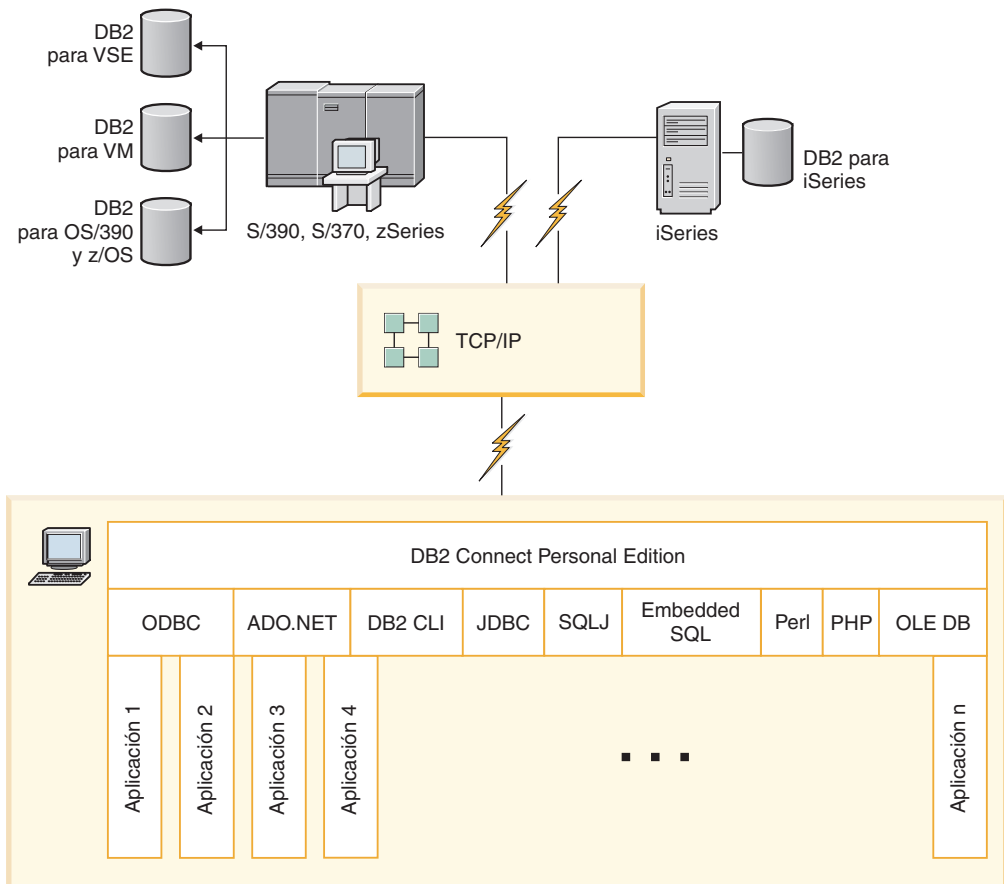 DB2
para VSE
DB2
para VM
DB2
para OS/390
y z/OS
S/390, S/370, zSeries
iSeries
DB2 para
iSeries
TCP/IP
DB2 Connect Personal Edition
ODBC
ADO.NET
DB2 CLI
JDBC
SQLJ
Embedded
SQL
Perl
PHP
OLE DB
Aplicación 1
Aplicación 2
Aplicación 3
Aplicación 4
Aplicación n